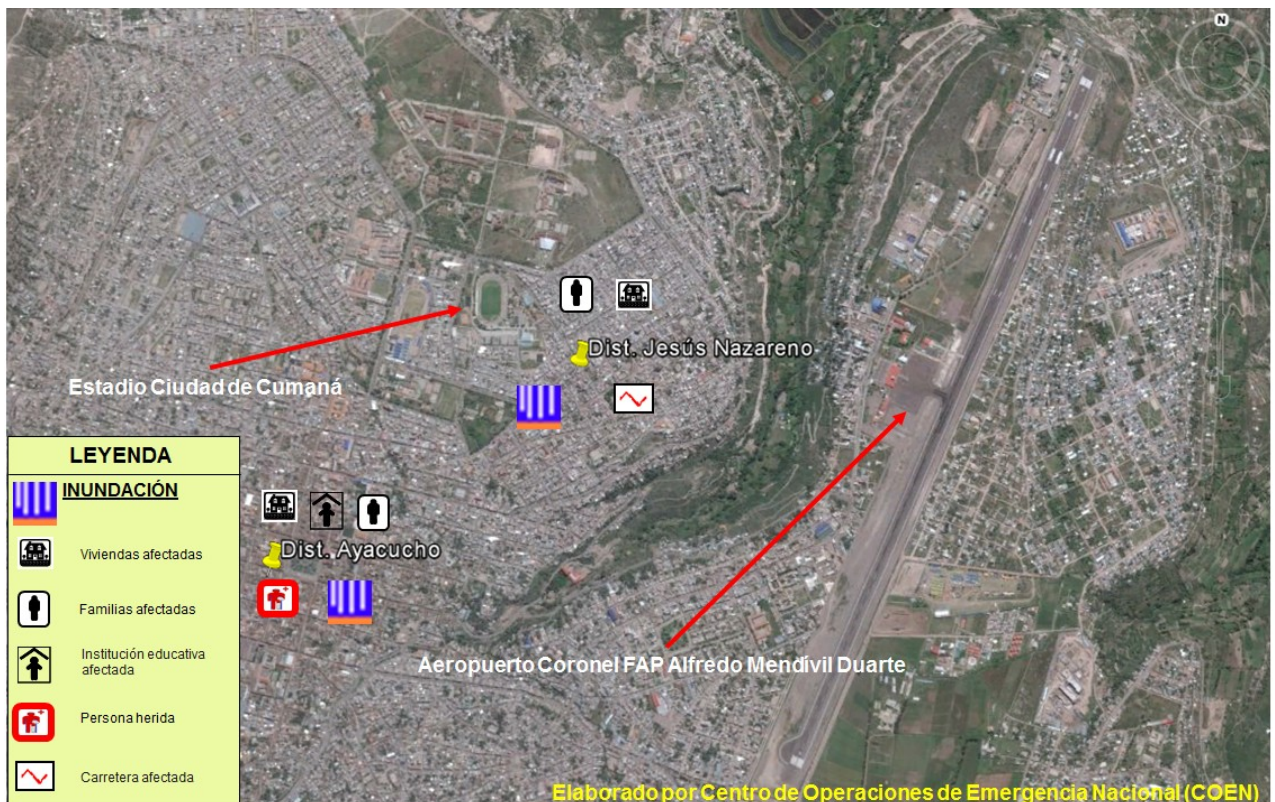 N
Dist. Jesús Nazareno
Estadio Ciudad de Cumaná
LEYENDA
INUNDACIÓN
Viviendas afectadas
Familias afectadas
Institución educativa
afectada
Persona herida
Carretera afectada
Dist. Ayacucho
Aeropuerto Coronel FAP Alfredo Mendivil Duarte
Elaborado por Centro de Operaciones de Emergencia Nacional (COEN)